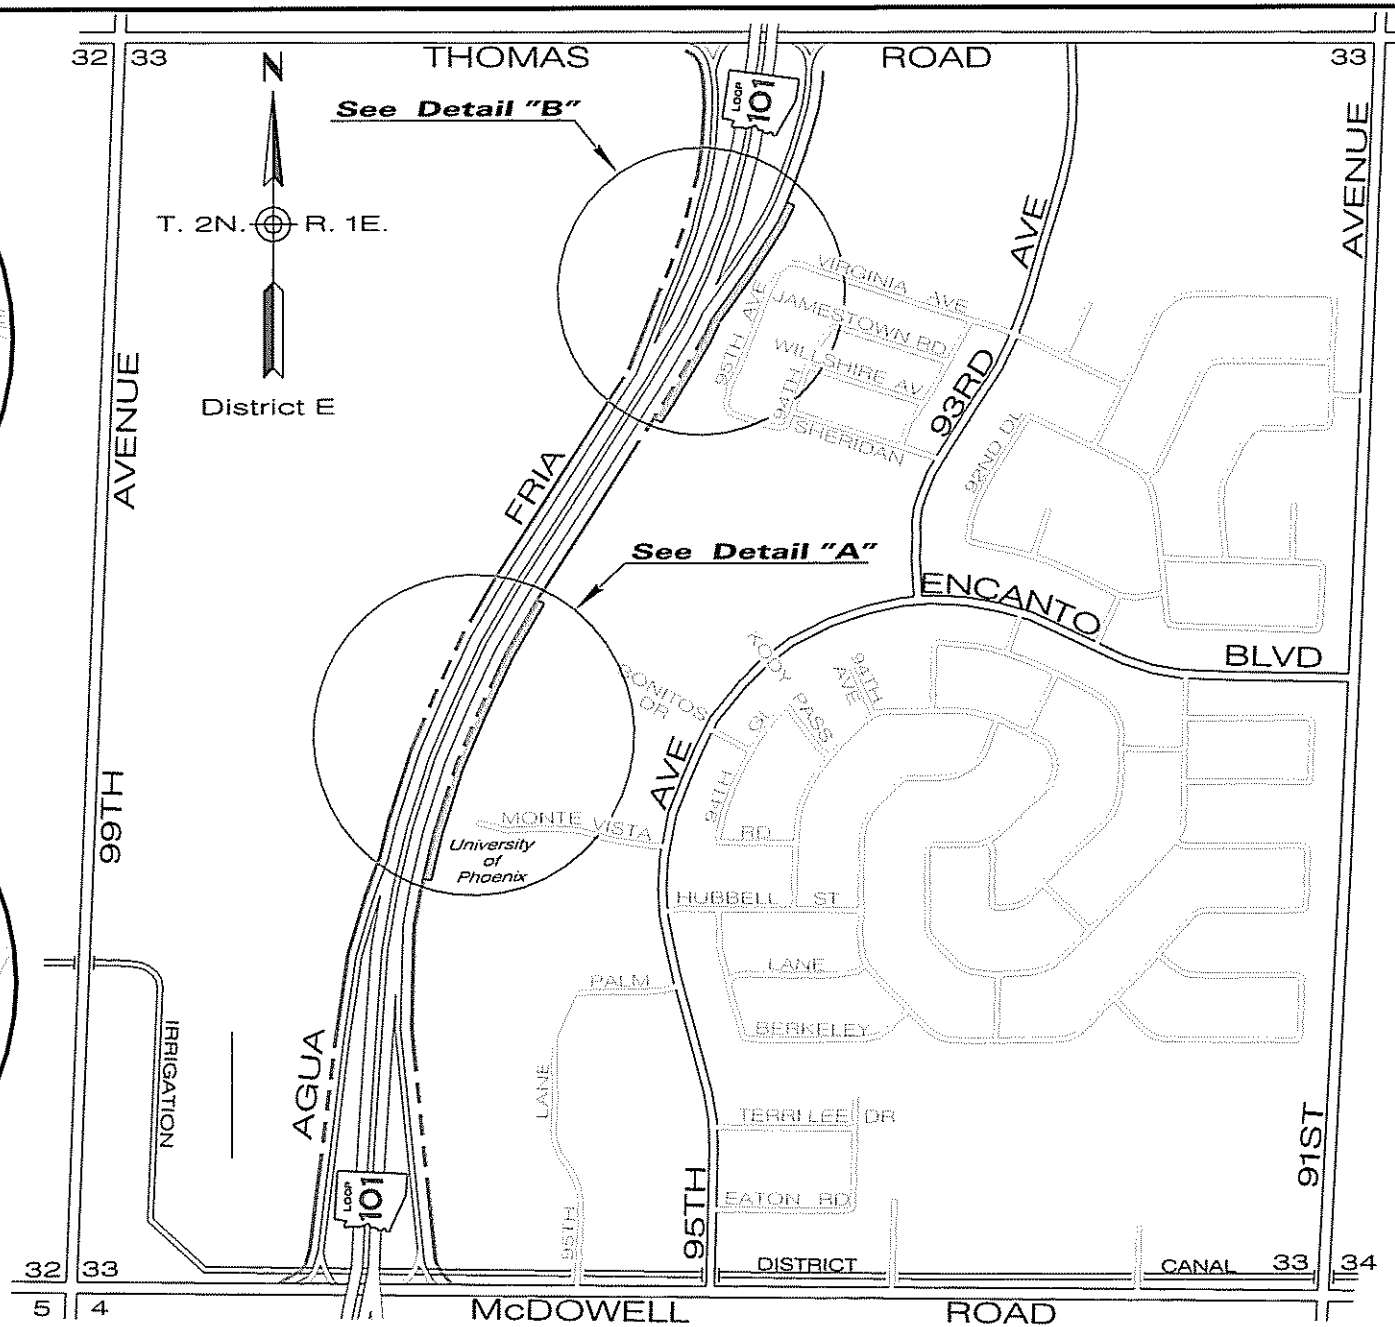 32 33
THOMAS ROAD
33
N
See Detail "B"
LOOP 101
T. 2N. R. 1E.
District E
AVENUE
AVE
AVENUE
VIRGINIA AVE
JAMESTOWN RD
95TH AVE
WILLSHIRE AV
94TH
93RD
SHERIDAN
92ND DL
FRIA
See Detail "A"
ENCANTO BLVD
KODY PASS
94TH AVE
BONITOS DR
94TH GI
AVE
99TH
MONTE VISTA RD
University
of
Phoenix
HUBBELL ST
LANE
PALM LANE
BERKELEY
IRRIGATION
AGUA
TERRI LEE DR
91ST
LOOP 101
95TH
EATON RD
95TH
DISTRICT CANAL
32 33
33 34
5 4
McDOWELL ROAD